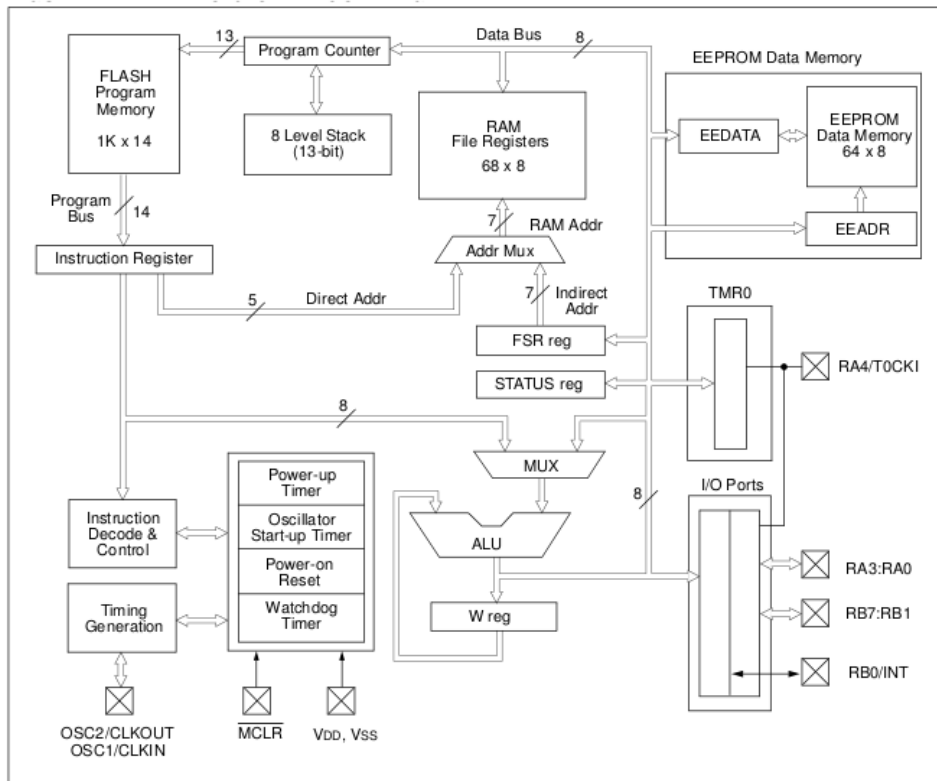 13
Program Counter
Data Bus
8
EEPROM Data Memory
FLASH
Program
Memory
1K x 14
8 Level Stack
(13-bit)
RAM
File Registers
68 x 8
EEDATA
EEPROM
Data Memory
64 x 8
EEADR
Program
Bus
14
7
RAM Addr
Addr Mux
Instruction Register
5
Direct Addr
7
Indirect
Addr
TMR0
FSR reg
RA4/T0CKI
STATUS reg
8
MUX
Power-up
Timer
Oscillator
Start-up Timer
Power-on
Reset
Watchdog
Timer
Instruction
Decode &
Control
ALU
8
I/O Ports
RA3:RA0
Timing
Generation
W reg
RB7:RB1
RB0/INT
OSC2/CLKOUT
OSC1/CLKIN
MCLR
VDD, VSS